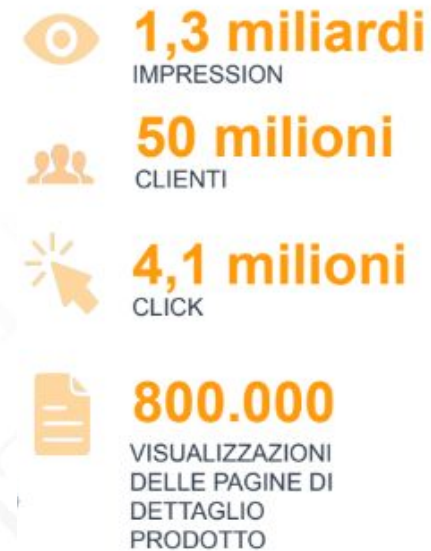 1,3 miliardi
IMPRESSION
50 milioni
CLIENTI
4,1 milioni
CLICK
800.000
VISUALIZZAZIONI
DELLE PAGINE DI
DETTAGLIO
PRODOTTO